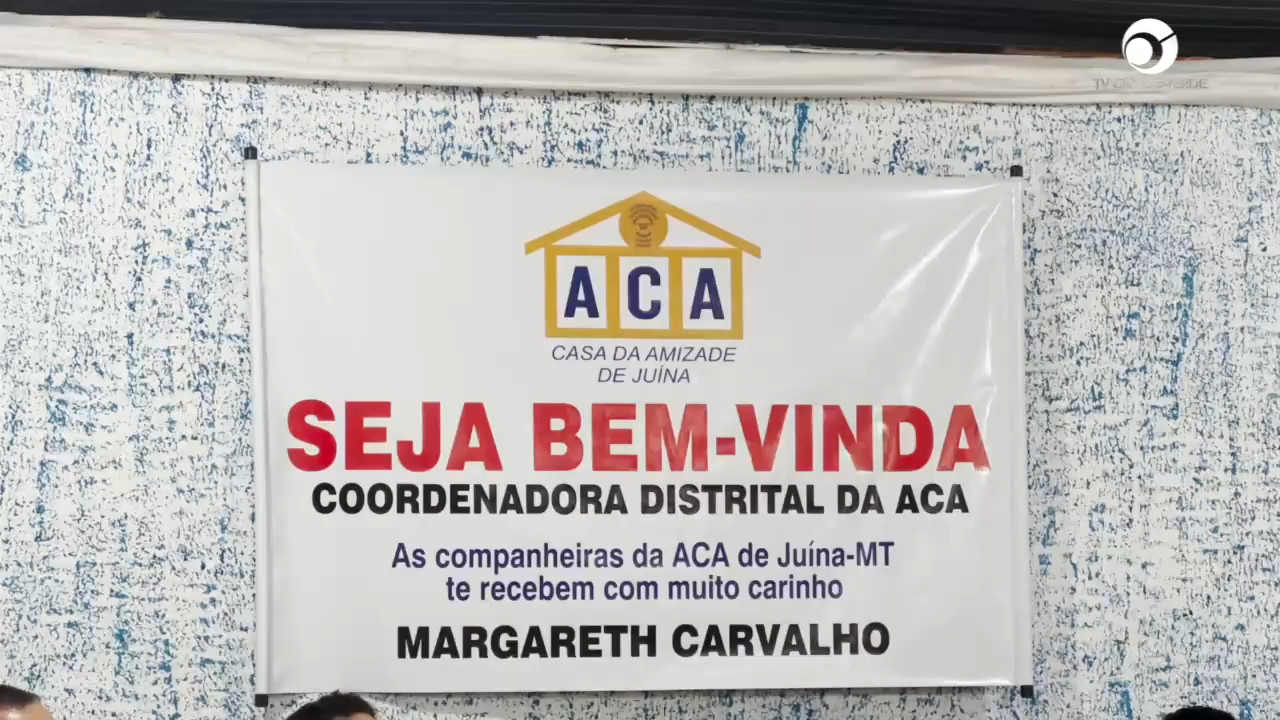 ACA
CASA DA AMIZADE
DE JUÍNA
SEJA BEM-VINDA
COORDENADORA DISTRITAL DA ACA
As companheiras da ACA de Juína-MT
te recebem com muito carinho
MARGARETH CARVALHO